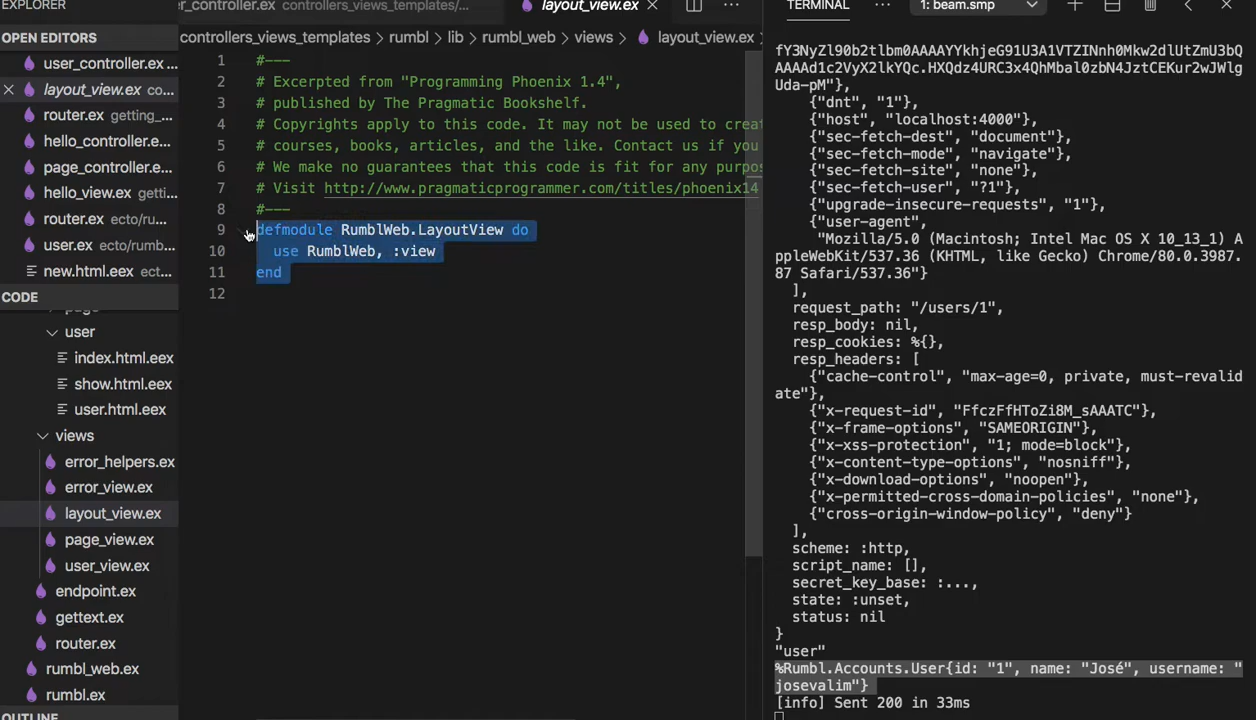 EXPLORER
OPEN EDITORS
user_controller.ex ...
layout_view.ex co...
router.ex getting_...
hello_controller.e...
page_controller.e...
hello_view.ex getti...
router.ex ecto/ru...
user.ex ecto/rumb...
new.html.eex ect...
CODE
user
index.html.eex
show.html.eex
user.html.eex
views
error_helpers.ex
error_view.ex
layout_view.ex
page_view.ex
user_view.ex
endpoint.ex
gettext.ex
router.ex
rumbl_web.ex
rumbl.ex
OUTLINE
r_controller.ex controllers_views_templates/...
layout_view.ex
controllers_views_templates > rumbl > lib > rumbl_web > views > layout_view.ex
1 #---
2 # Excerpted from "Programming Phoenix 1.4",
3 # published by The Pragmatic Bookshelf.
4 # Copyrights apply to this code. It may not be used to crea
5 # courses, books, articles, and the like. Contact us if you
6 # We make no guarantees that this code is fit for any purpos
7 # Visit http://www.pragmaticprogrammer.com/titles/phoenix14
8 #---
9 defmodule RumblWeb.LayoutView do
10 use RumblWeb, :view
11 end
12
TERMINAL ... 1: beam.smp
fY3NyZl90b2tlbm0AAAAYYkhjeG91U3A1VTZINnh0Mkw2dlUtZmU3bQ
AAAAd1c2VyX2lkYQc.HXQdz4URC3x4QhMbal0zbN4JztCEKur2wJWlg
Uda-pM"},
{"dnt", "1"},
{"host", "localhost:4000"},
{"sec-fetch-dest", "document"},
{"sec-fetch-mode", "navigate"},
{"sec-fetch-site", "none"},
{"sec-fetch-user", "?1"},
{"upgrade-insecure-requests", "1"},
{"user-agent",
"Mozilla/5.0 (Macintosh; Intel Mac OS X 10_13_1) A
ppleWebKit/537.36 (KHTML, like Gecko) Chrome/80.0.3987.
87 Safari/537.36"}
],
request_path: "/users/1",
resp_body: nil,
resp_cookies: %{},
resp_headers: [
{"cache-control", "max-age=0, private, must-revalid
ate"},
{"x-request-id", "FfczFfHToZi8M_sAAATC"},
{"x-frame-options", "SAMEORIGIN"},
{"x-xss-protection", "1; mode=block"},
{"x-content-type-options", "nosniff"},
{"x-download-options", "noopen"},
{"x-permitted-cross-domain-policies", "none"},
{"cross-origin-window-policy", "deny"}
],
scheme: :http,
script_name: [],
secret_key_base: :...,
state: :unset,
status: nil
}
"user"
%Rumbl.Accounts.User{id: "1", name: "José", username: "
josevalim"}
[info] Sent 200 in 33ms